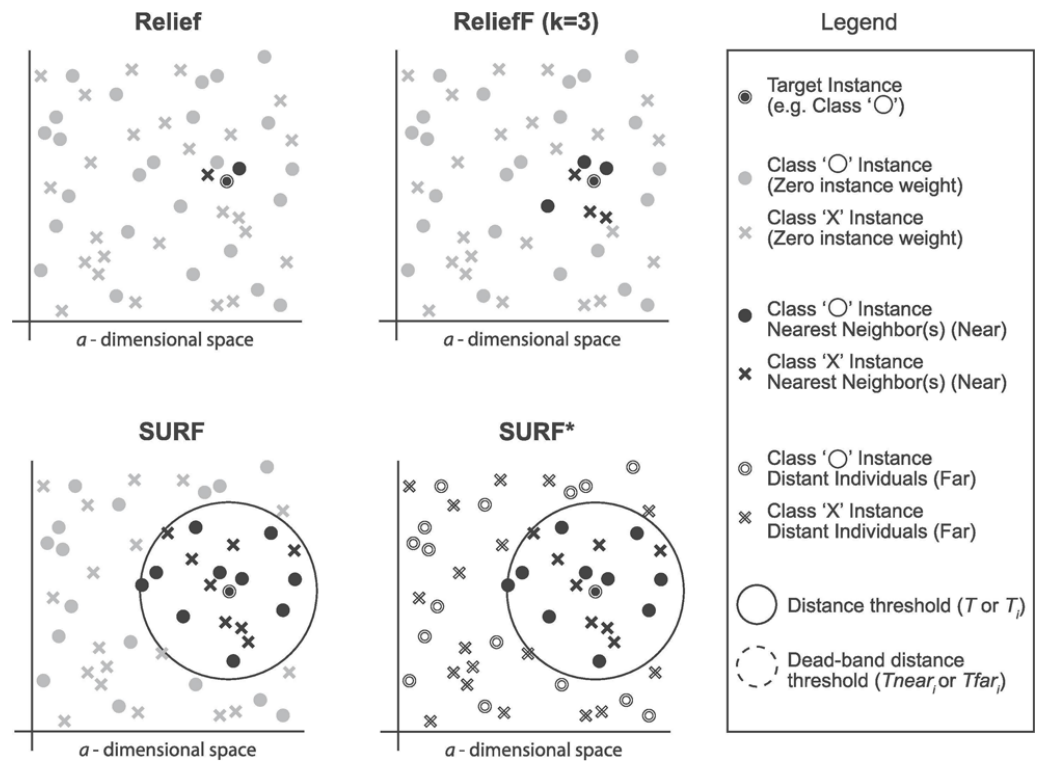 Relief
ReliefF (k=3)
Legend
a - dimensional space
a - dimensional space
Target Instance
(e.g. Class ‘O’)
Class ‘O’ Instance
(Zero instance weight)
Class ‘X’ Instance
(Zero instance weight)
Class ‘O’ Instance
Nearest Neighbor(s) (Near)
Class ‘X’ Instance
Nearest Neighbor(s) (Near)
Class ‘O’ Instance
Distant Individuals (Far)
Class ‘X’ Instance
Distant Individuals (Far)
Distance threshold (T or Ti)
Dead-band distance
threshold (Tneari or Tfari)
SURF
SURF*
a - dimensional space
a - dimensional space